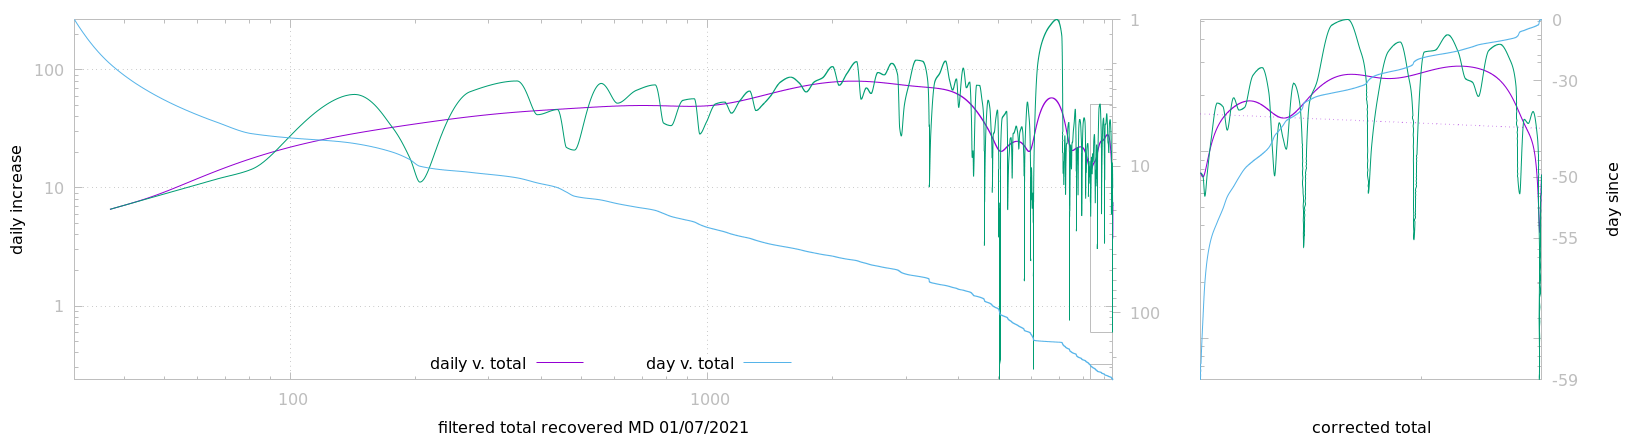 daily increase
100
10
1
100
1000
1
10
100
daily v. total
day v. total
filtered total recovered MD 01/07/2021
0
-30
-50
-55
-59
day since
corrected total